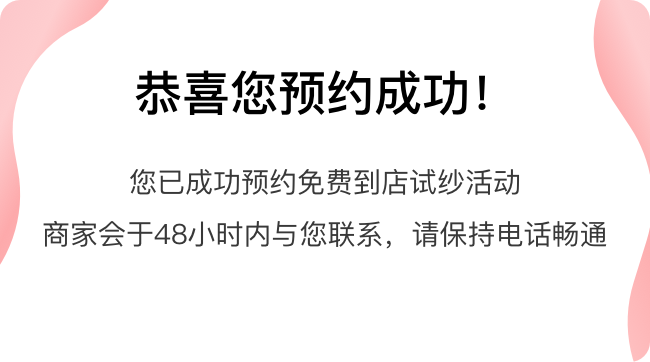 恭喜您预约成功！
您已成功预约免费到店试纱活动
商家会于48小时内与您联系，请保持电话畅通